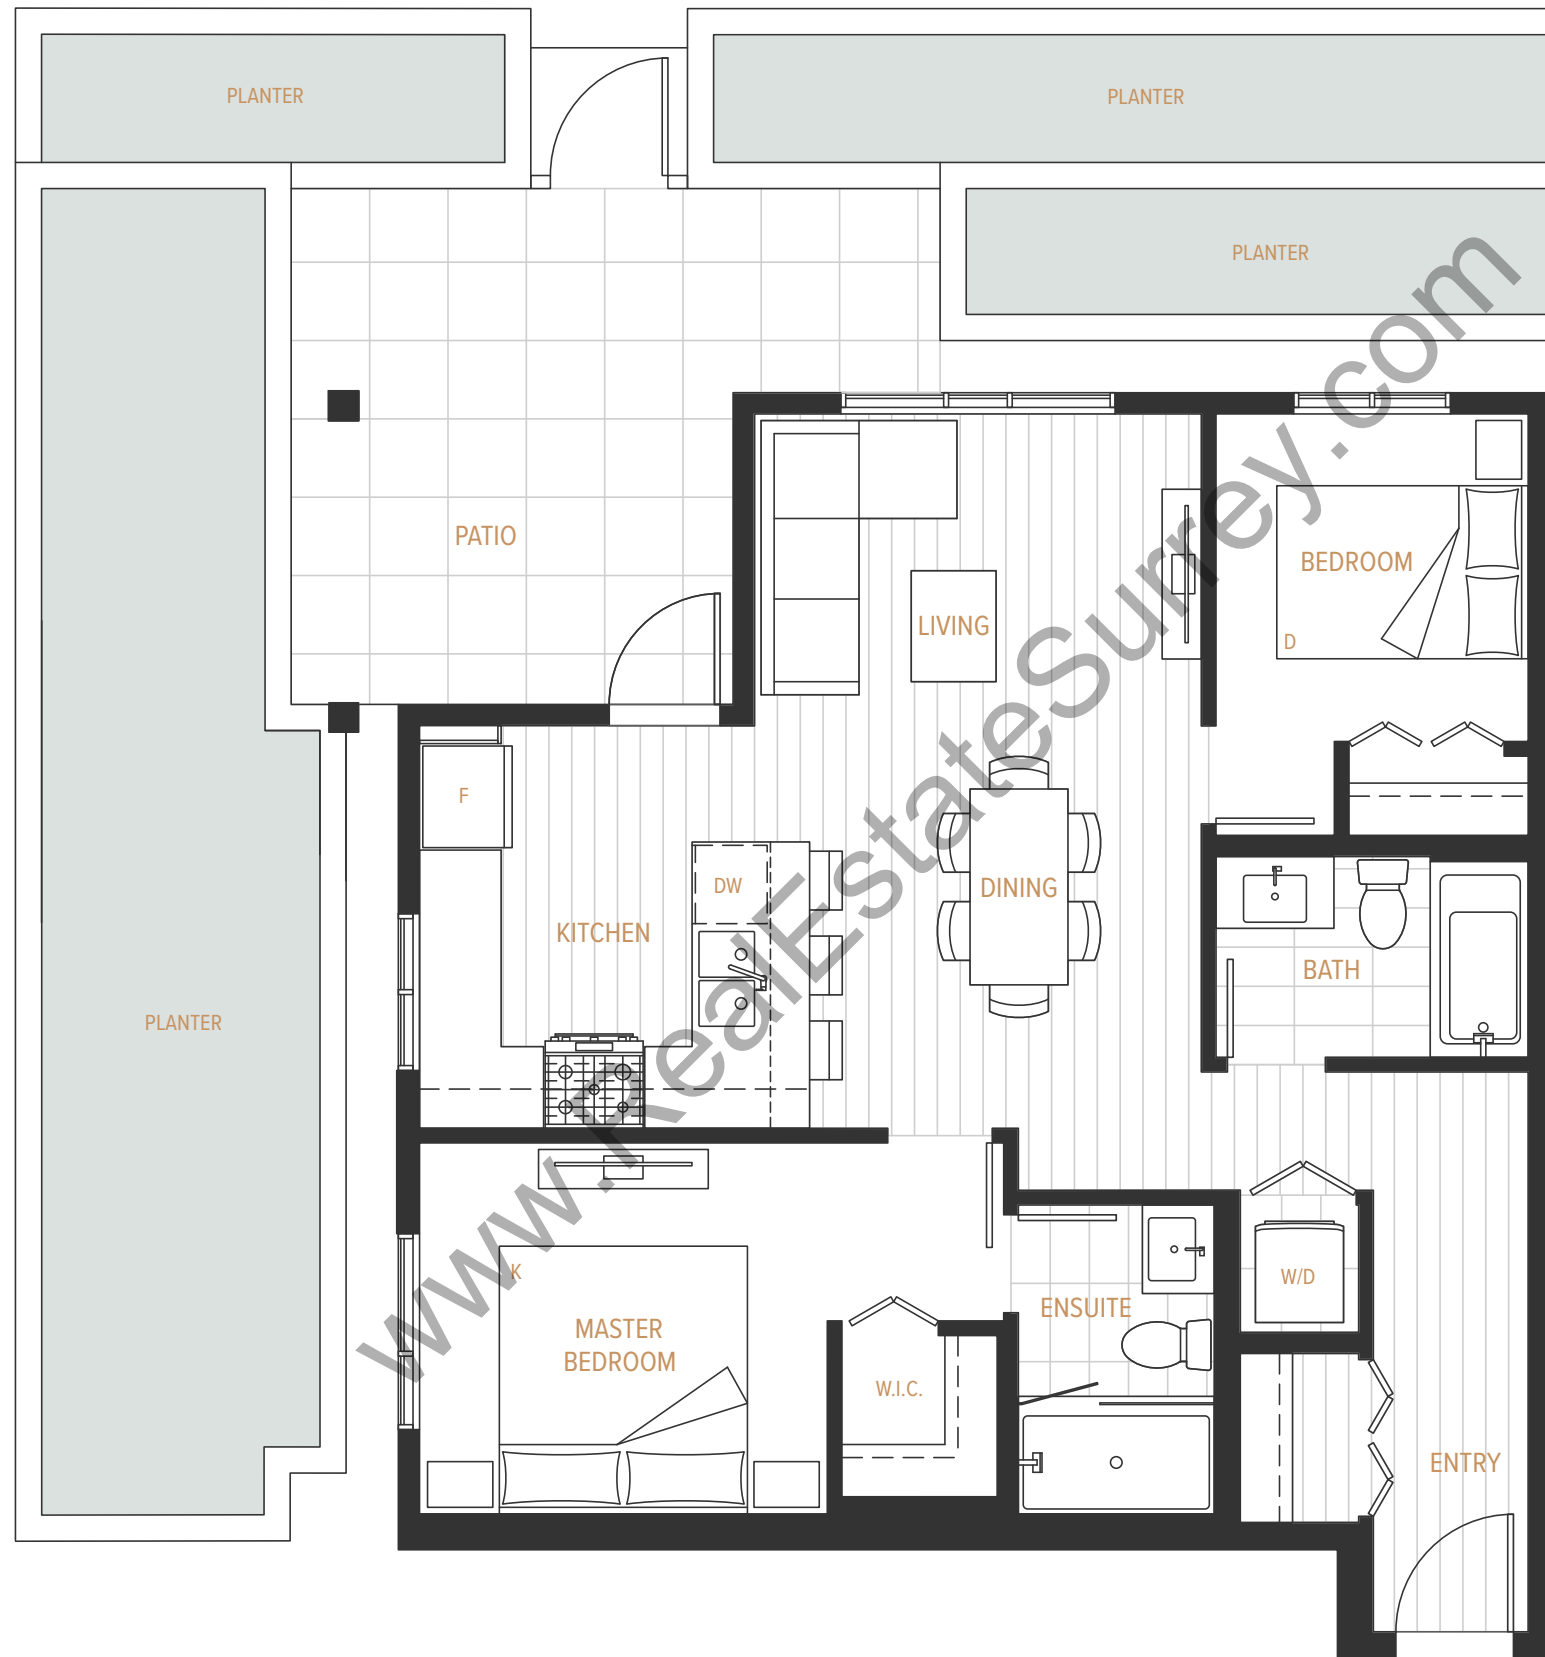 PLANTER
PLANTER
PLANTER
PATIO
LIVING
BEDROOM
D
F
DW
KITCHEN
DINING
BATH
PLANTER
K
MASTER
BEDROOM
W.I.C.
ENSUITE
W/D
ENTRY
www.RealEstateSurrey.com